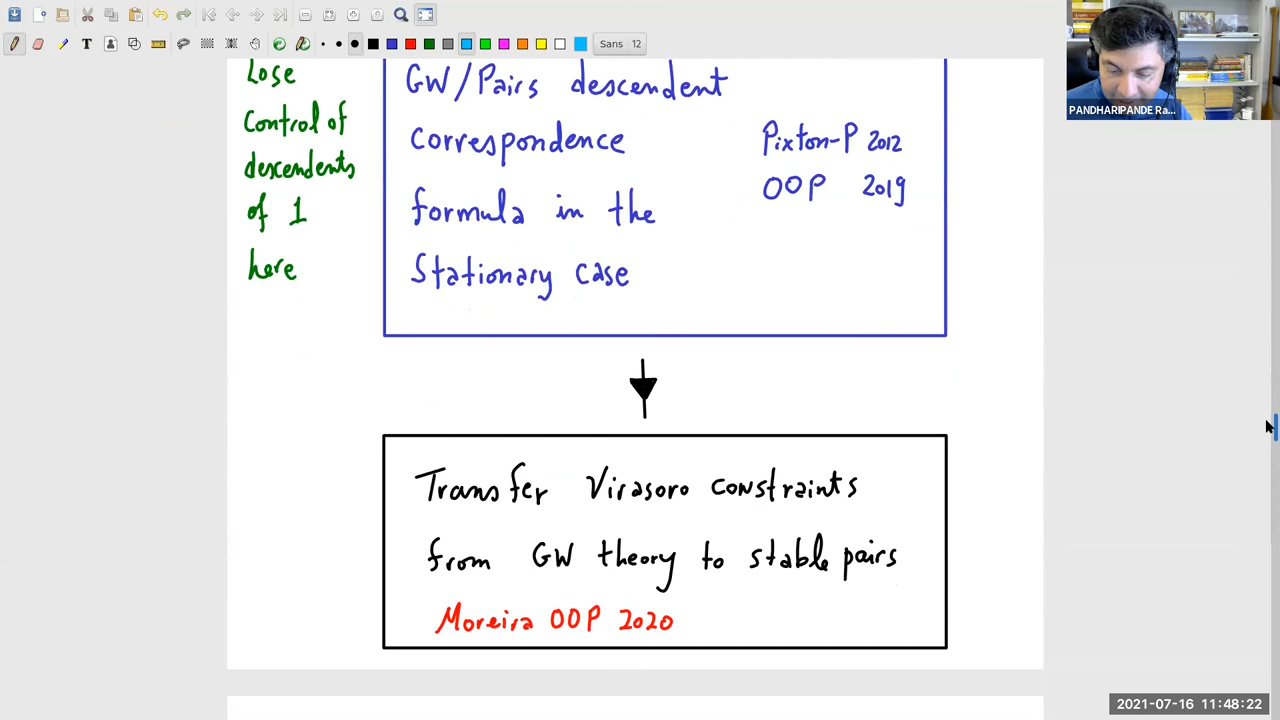 Sans 12
PANDHARIPANDE Ra...
Lose
Control of
descendents
of 1
here
GW/Pairs descendent
correspondence
formula in the
Stationary case
Pixton-P 2012
OOP 2019
Transfer Virasoro constraints
from GW theory to stable pairs
Moreira OOP 2020
2021-07-16 11:48:22